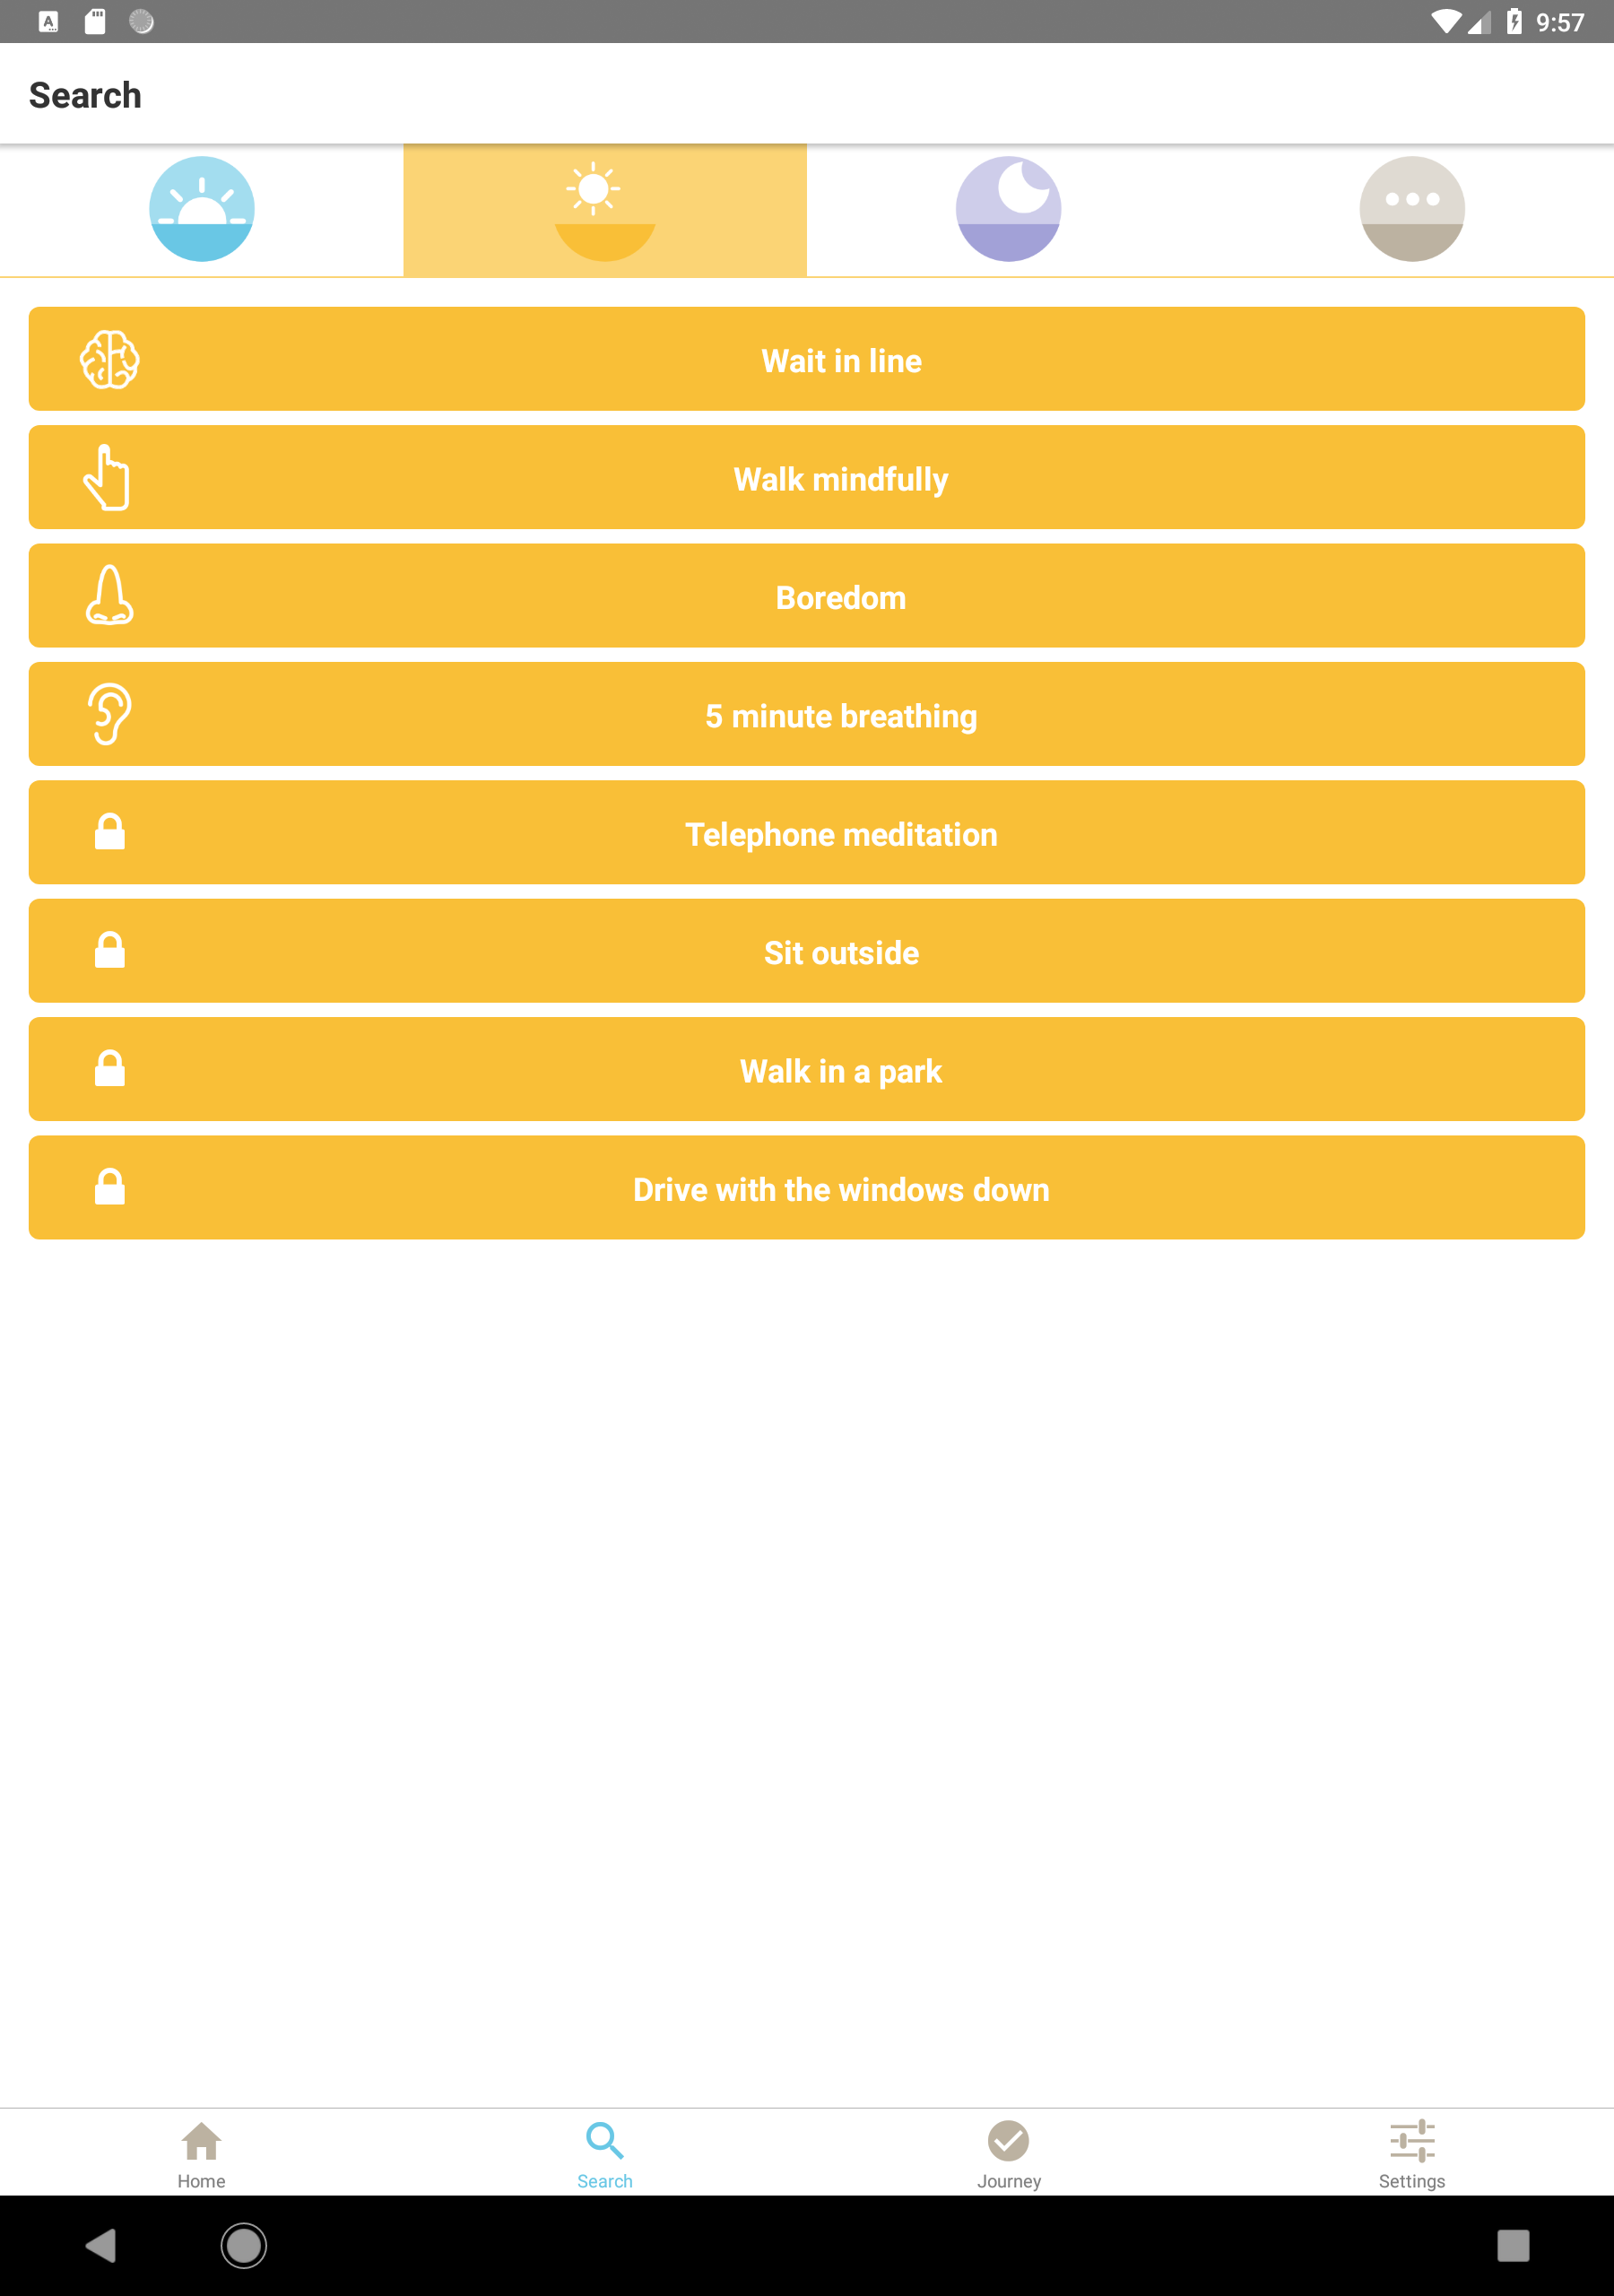 9:57
Search
Wait in line
Walk mindfully
Boredom
5 minute breathing
Telephone meditation
Sit outside
Walk in a park
Drive with the windows down
Home
Search
Journey
Settings